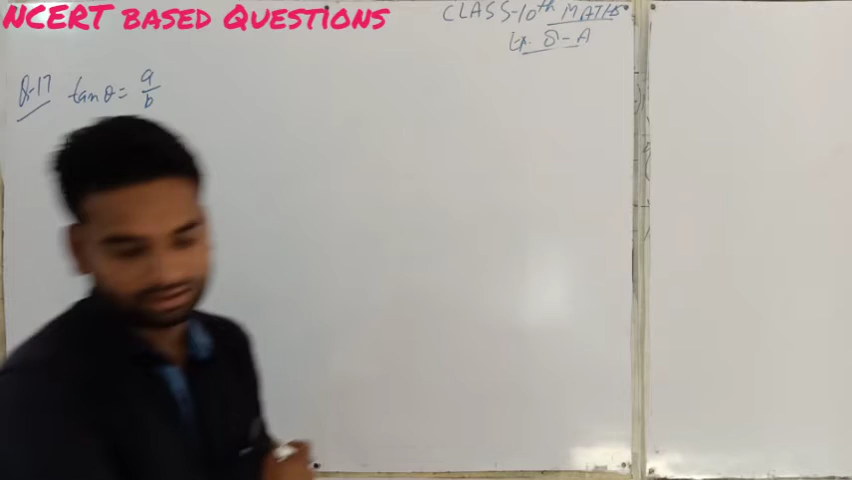 NCERT BASED QUESTIONS
CLASS-10th MATHS
Ex. 8-A
Q-17 tan θ = a/b